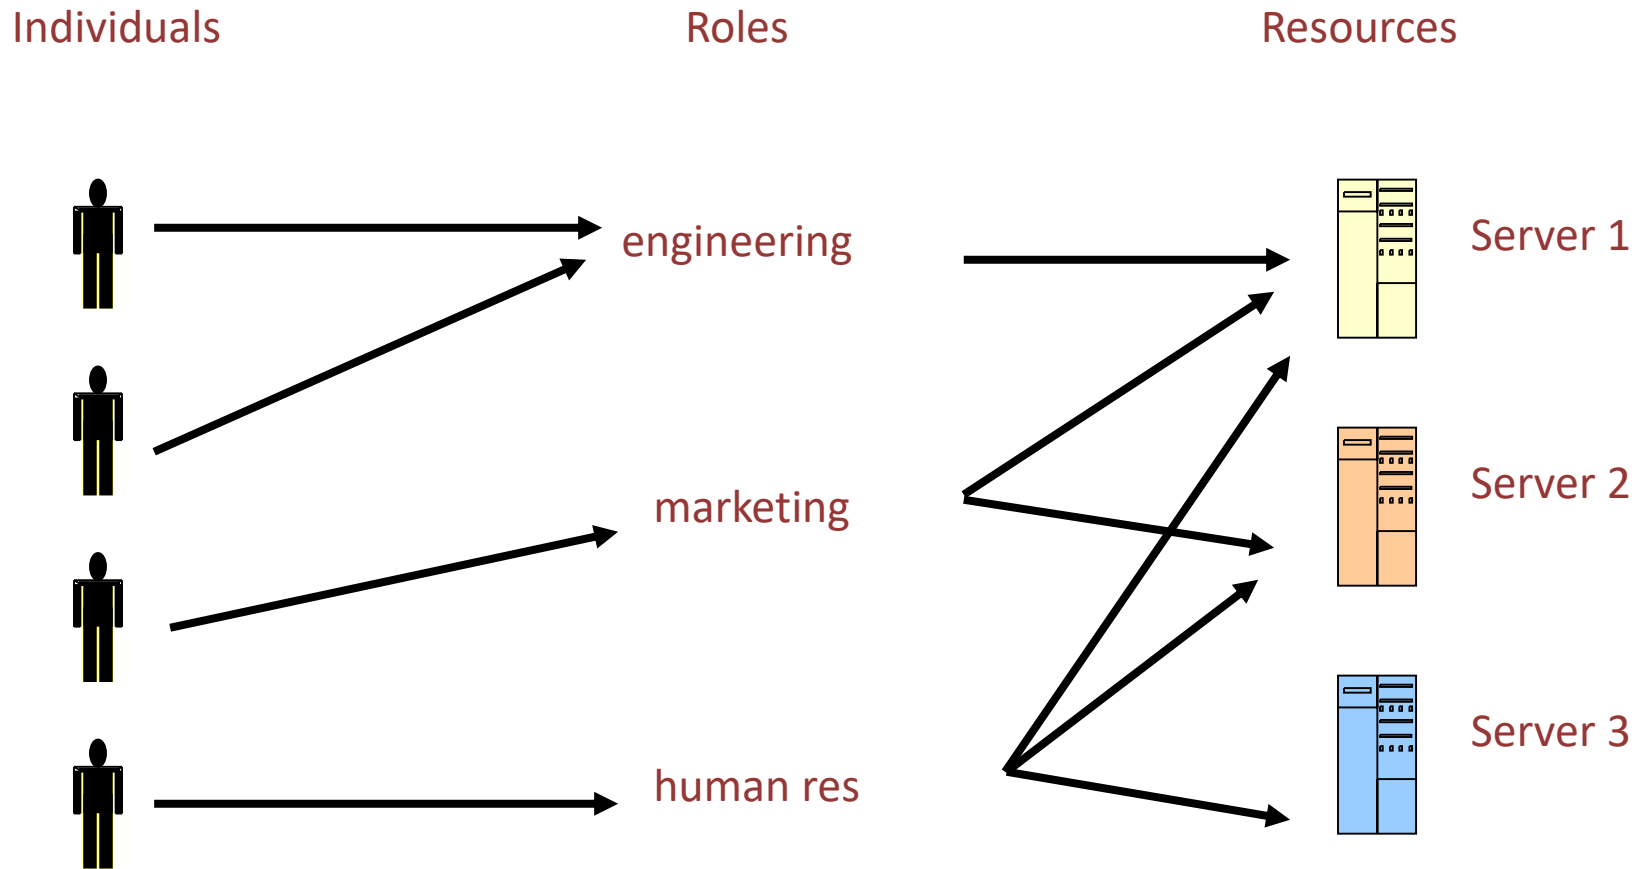 Individuals Roles Resources
engineering Server 1
marketing Server 2
human res Server 3